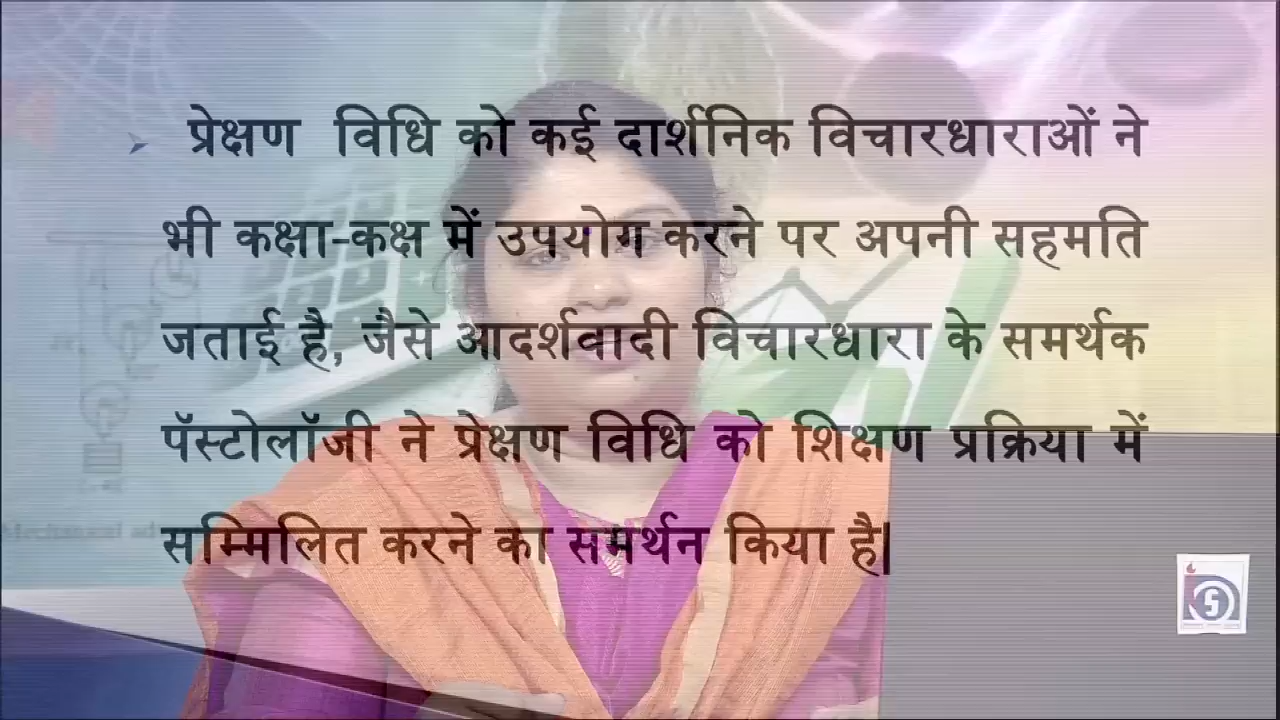 ➢ प्रेक्षण विधि को कई दार्शनिक विचारधाराओं ने
भी कक्षा-कक्ष में उपयोग करने पर अपनी सहमति
जताई है, जैसे आदर्शवादी विचारधारा के समर्थक
पॅस्टोलॉजी ने प्रेक्षण विधि को शिक्षण प्रक्रिया में
सम्मिलित करने का समर्थन किया है|